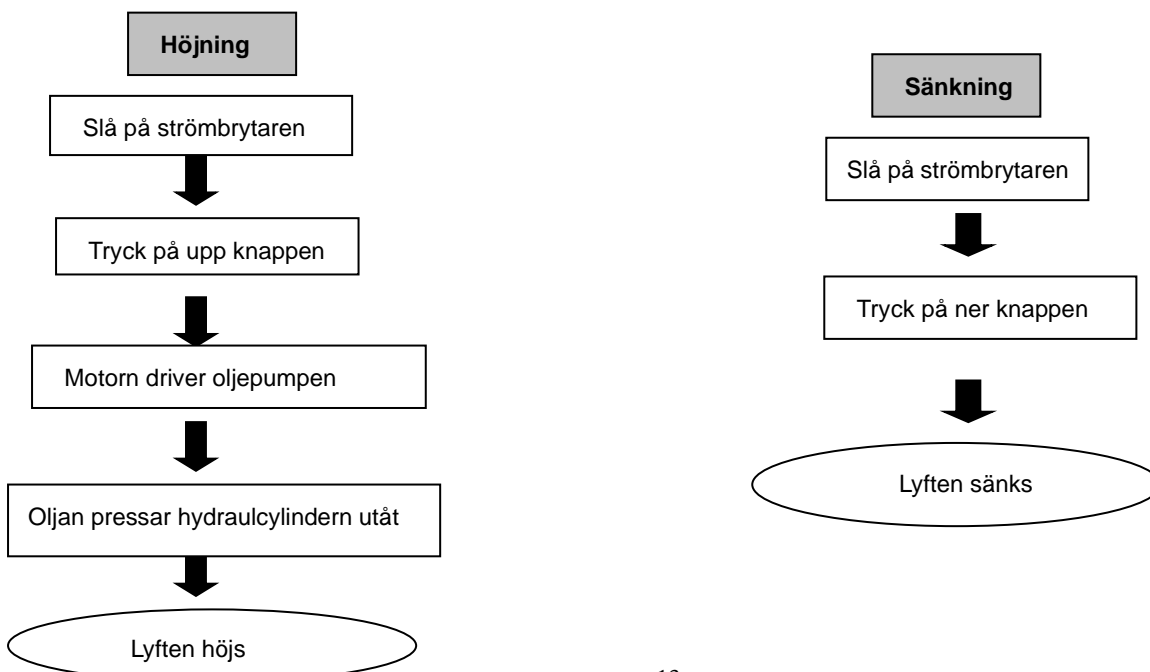 Höjning
Slå på strömbrytaren
Tryck på upp knappen
Motorn driver oljepumpen
Oljan pressar hydraulcylindern utåt
Lyften höjs
Sänkning
Slå på strömbrytaren
Tryck på ner knappen
Lyften sänks